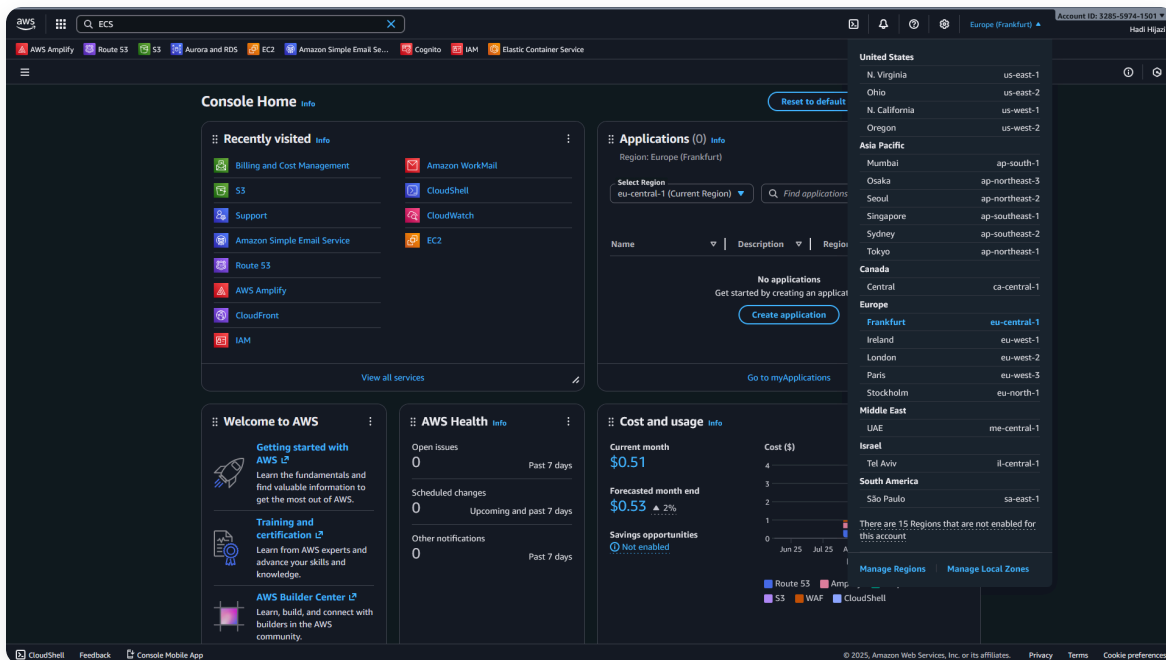 aws
ECS
Europe (Frankfurt)
Account ID: 3285-5974-1501
Hadi Hijazi
AWS Amplify
Route 53
S3
Aurora and RDS
EC2
Amazon Simple Email Se...
Cognito
IAM
Elastic Container Service
Console Home Info
Reset to default
Recently visited Info
Billing and Cost Management
S3
Support
Amazon Simple Email Service
Route 53
AWS Amplify
CloudFront
IAM
Amazon WorkMail
CloudShell
CloudWatch
EC2
View all services
Applications (0) Info
Region: Europe (Frankfurt)
Select Region
eu-central-1 (Current Region)
Find applications
Name
Description
Region
No applications
Get started by creating an applicat
Create application
Go to myApplications
United States
N. Virginia us-east-1
Ohio us-east-2
N. California us-west-1
Oregon us-west-2
Asia Pacific
Mumbai ap-south-1
Osaka ap-northeast-3
Seoul ap-northeast-2
Singapore ap-southeast-1
Sydney ap-southeast-2
Tokyo ap-northeast-1
Canada
Central ca-central-1
Europe
Frankfurt eu-central-1
Ireland eu-west-1
London eu-west-2
Paris eu-west-3
Stockholm eu-north-1
Middle East
UAE me-central-1
Israel
Tel Aviv il-central-1
South America
São Paulo sa-east-1
There are 15 Regions that are not enabled for
this account
Manage Regions
Manage Local Zones
Welcome to AWS
Getting started with
AWS
Learn the fundamentals and
find valuable information to
get the most out of AWS.
Training and
certification
Learn from AWS experts and
advance your skills and
knowledge.
AWS Builder Center
Learn, build, and connect with
builders in the AWS
community.
AWS Health Info
Open issues
0 Past 7 days
Scheduled changes
0 Upcoming and past 7 days
Other notifications
0 Past 7 days
Cost and usage Info
Current month
$0.51
Forecasted month end
$0.53 2%
Savings opportunities
Not enabled
Cost ($)
4
3
2
1
0
Jun 25 Jul 25 A
Route 53
Amp
S3
WAF
CloudShell
CloudShell
Feedback
Console Mobile App
© 2025, Amazon Web Services, Inc. or its affiliates.
Privacy
Terms
Cookie preferences